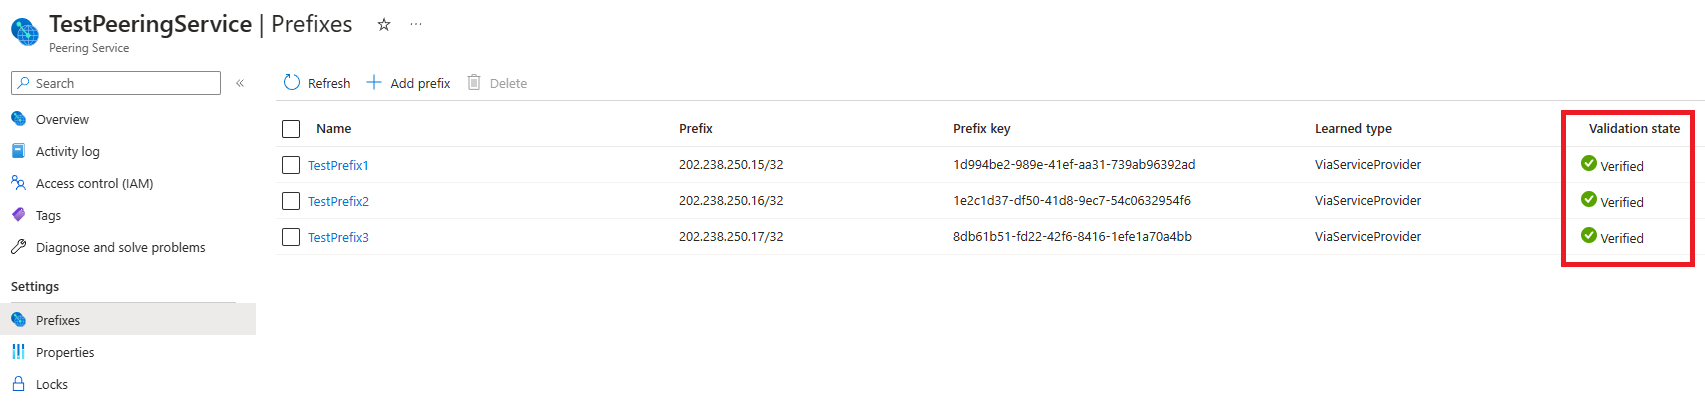 TestPeeringService | Prefixes ☆ ···
Peering Service
Search «
Overview
Activity log
Access control (IAM)
Tags
Diagnose and solve problems
Settings
Prefixes
Properties
Locks
Refresh + Add prefix Delete
Name Prefix Prefix key Learned type Validation state
TestPrefix1 202.238.250.15/32 1d994be2-989e-41ef-aa31-739ab96392ad ViaServiceProvider Verified
TestPrefix2 202.238.250.16/32 1e2c1d37-df50-41d8-9ec7-54c0632954f6 ViaServiceProvider Verified
TestPrefix3 202.238.250.17/32 8db61b51-fd22-42f6-8416-1efe1a70a4bb ViaServiceProvider Verified